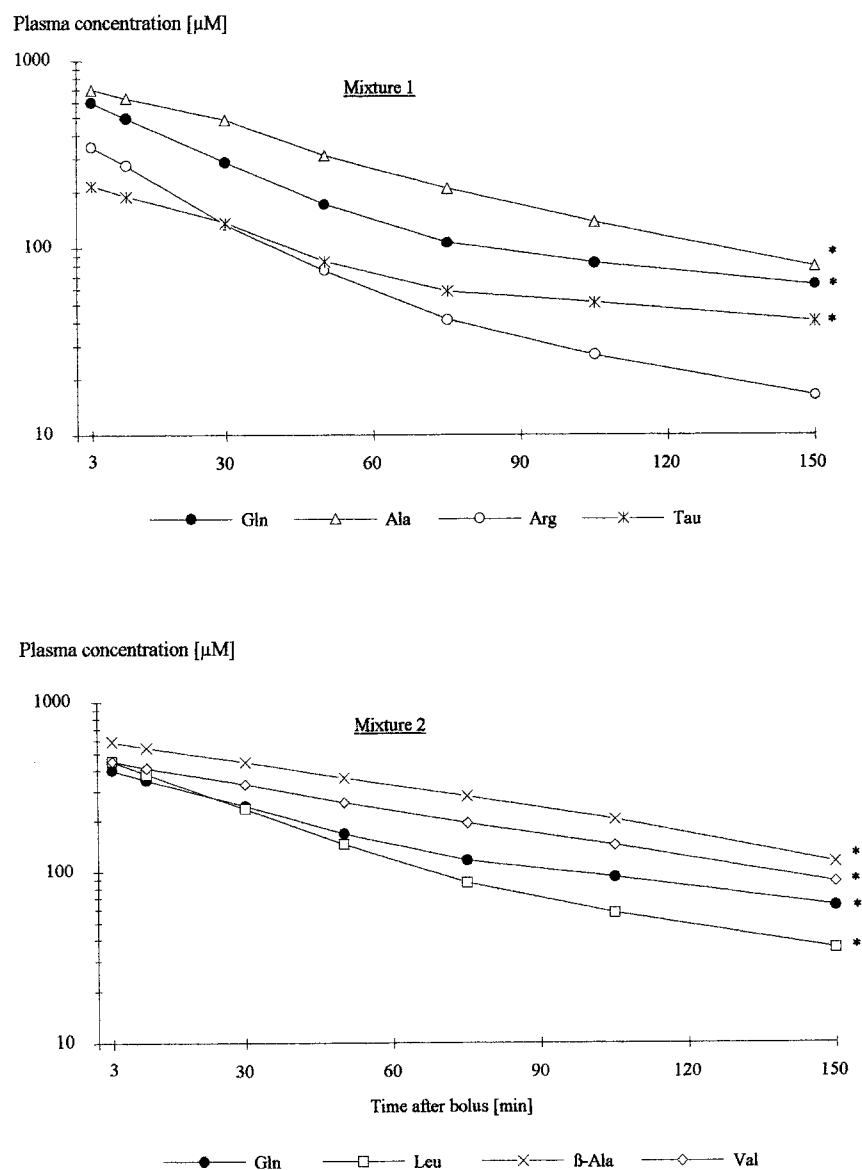 Plasma concentration [µM]
1000
Mixture 1
*
100
*
*
10
3 30 60 90 120 150
Gln Ala Arg Tau
Plasma concentration [µM]
1000
Mixture 2
100
*
*
*
*
10
3 30 60 90 120 150
Time after bolus [min]
Gln Leu ß-Ala Val